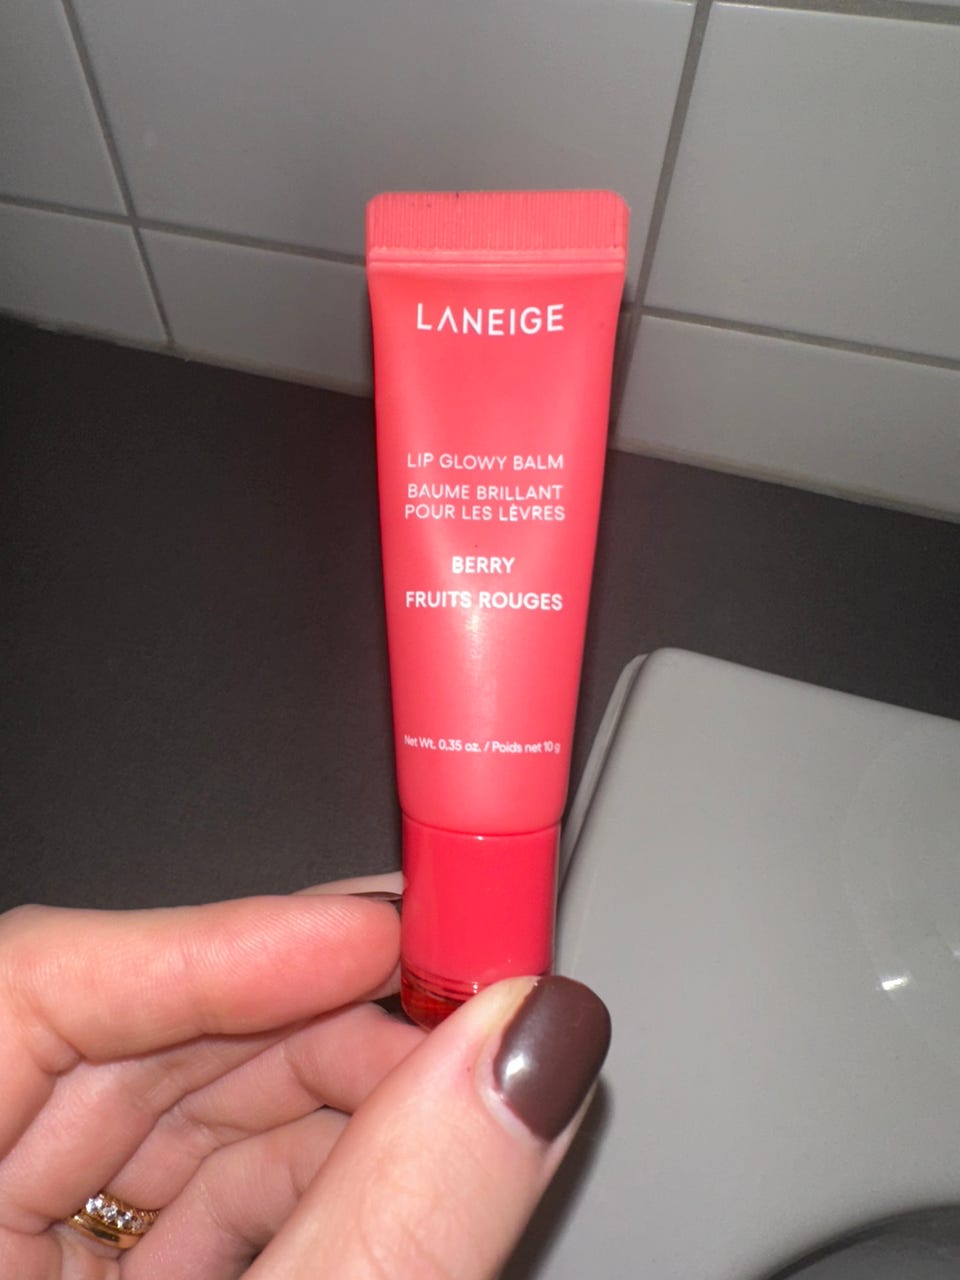 LANEIGE
LIP GLOWY BALM
BAUME BRILLANT
POUR LES LÈVRES
BERRY
FRUITS ROUGES
Net Wt. 0.35 oz. / Poids net 10 g